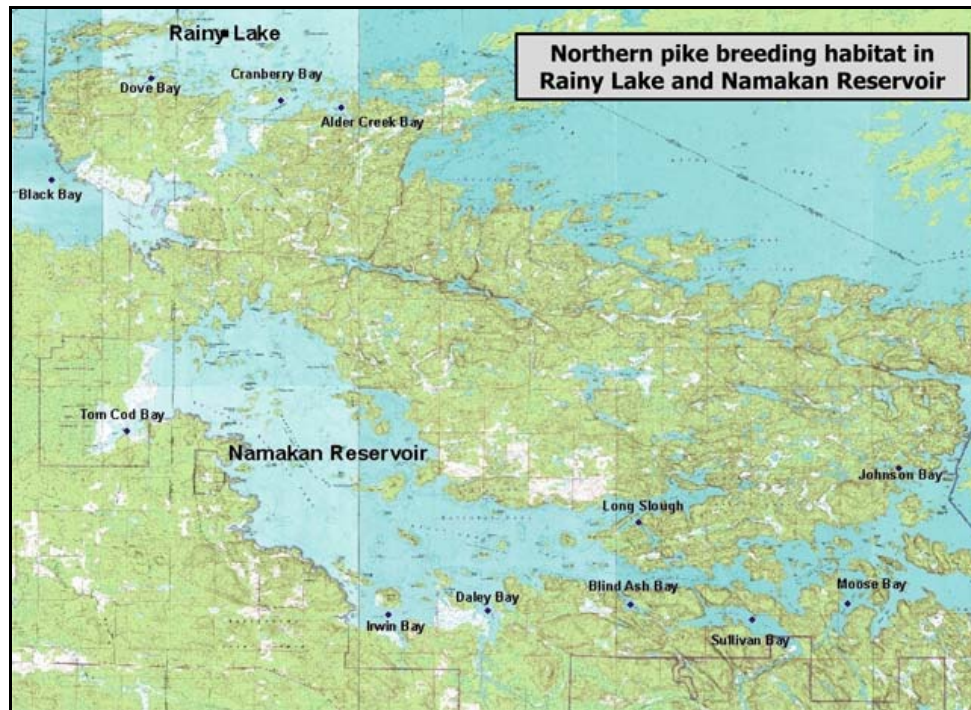 Rainy Lake
Northern pike breeding habitat in
Rainy Lake and Namakan Reservoir
Cranberry Bay
Dove Bay
Alder Creek Bay
Black Bay
Tom Cod Bay
Namakan Reservoir
Johnson Bay
Long Slough
Blind Ash Bay
Moose Bay
Daley Bay
Irwin Bay
Sullivan Bay